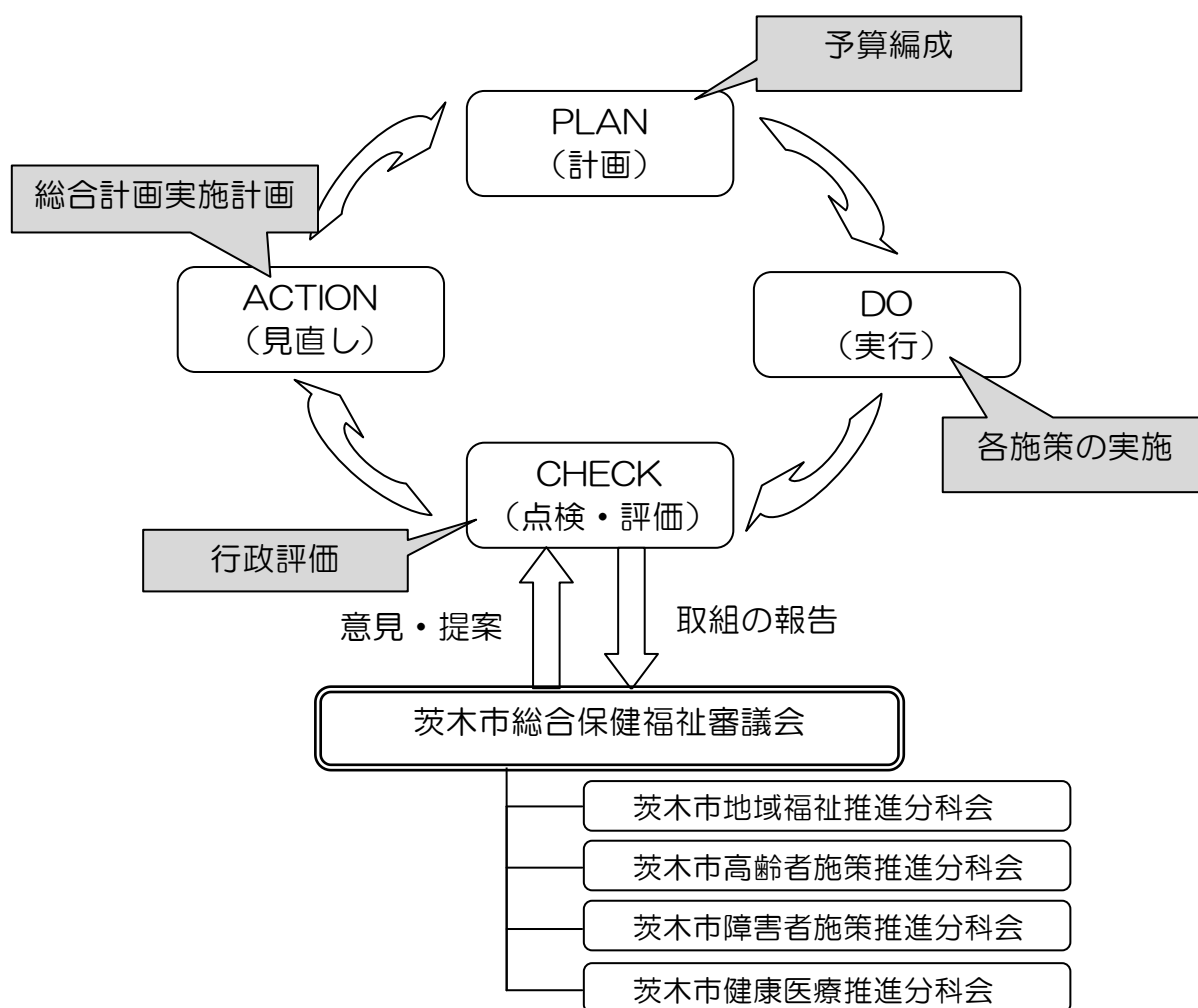 予算編成
PLAN
（計画）
総合計画実施計画
ACTION
（見直し）
DO
（実行）
各施策の実施
CHECK
（点検・評価）
行政評価
意見・提案
取組の報告
茨木市総合保健福祉審議会
茨木市地域福祉推進分科会
茨木市高齢者施策推進分科会
茨木市障害者施策推進分科会
茨木市健康医療推進分科会